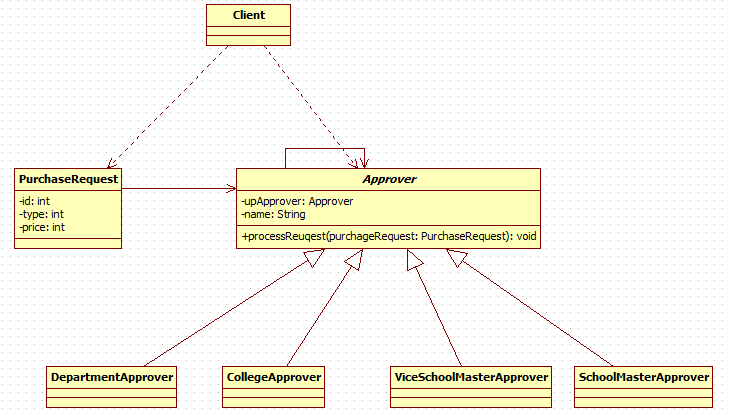 Client
PurchaseRequest
-id: int
-type: int
-price: int
Approver
-upApprover: Approver
-name: String
+processReuqest(purchageRequest: PurchaseRequest): void
DepartmentApprover
CollegeApprover
ViceSchoolMasterApprover
SchoolMasterApprover